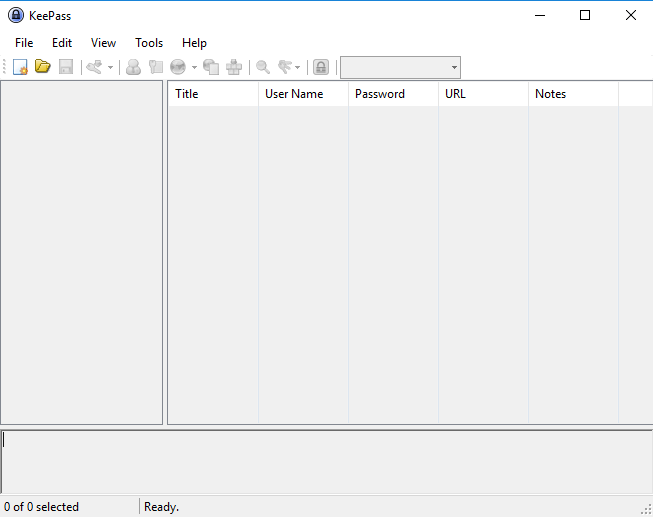 KeePass
File Edit View Tools Help
Title User Name Password URL Notes
0 of 0 selected Ready.